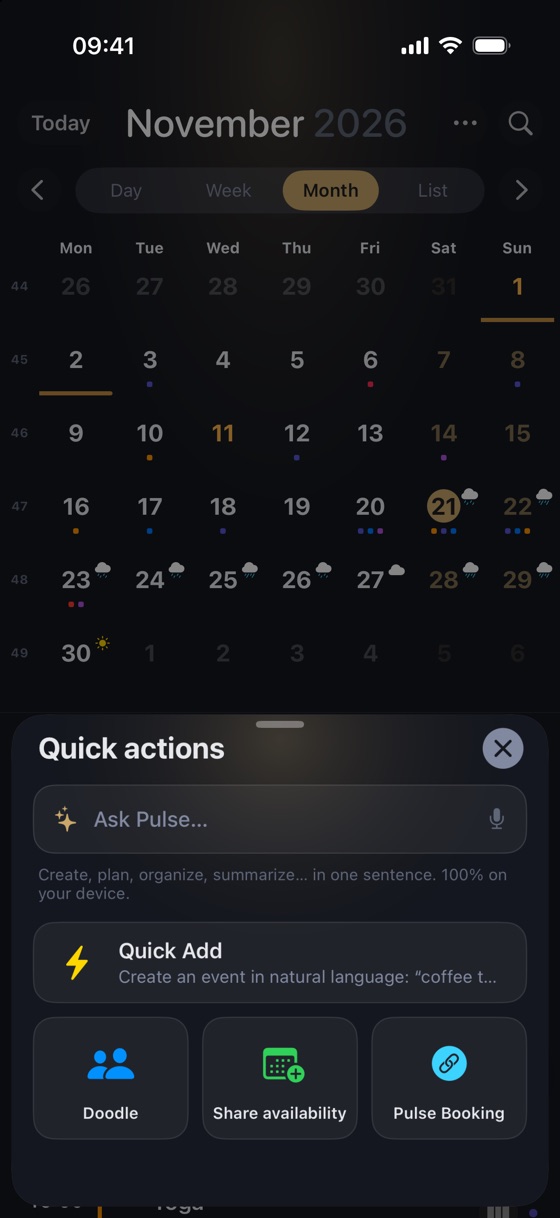 09:41
Today November 2026
Day Week Month List
Mon Tue Wed Thu Fri Sat Sun
44 26 27 28 29 30 31 1
45 2 3 4 5 6 7 8
46 9 10 11 12 13 14 15
47 16 17 18 19 20 21 22
48 23 24 25 26 27 28 29
49 30 1 2 3 4 5 6
Quick actions
Ask Pulse...
Create, plan, organize, summarize... in one sentence. 100% on
your device.
Quick Add
Create an event in natural language: “coffee t...
Doodle Share availability Pulse Booking